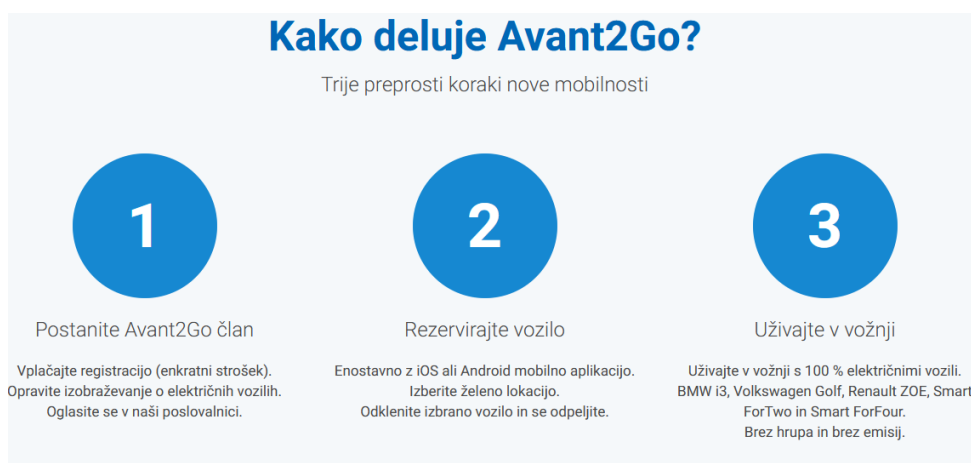 Kako deluje Avant2Go?
Trije preprosti koraki nove mobilnosti
1
Postanite Avant2Go član
Vplačajte registracijo (enkratni strošek).
Opravite izobraževanje o električnih vozilih.
Oglasite se v naši poslovalnici.
2
Rezervirajte vozilo
Enostavno z iOS ali Android mobilno aplikacijo.
Izberite želeno lokacijo.
Odklenite izbrano vozilo in se odpeljite.
3
Uživajte v vožnji
Uživajte v vožnji s 100 % električnimi vozili.
BMW i3, Volkswagen Golf, Renault ZOE, Smart
ForTwo in Smart ForFour.
Brez hrupa in brez emisij.